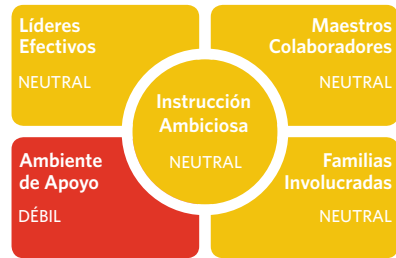 Líderes
Efectivos
NEUTRAL
Maestros
Colaboradores
NEUTRAL
Instrucción
Ambiciosa
NEUTRAL
Ambiente
de Apoyo
DÉBIL
Familias
Involucradas
NEUTRAL